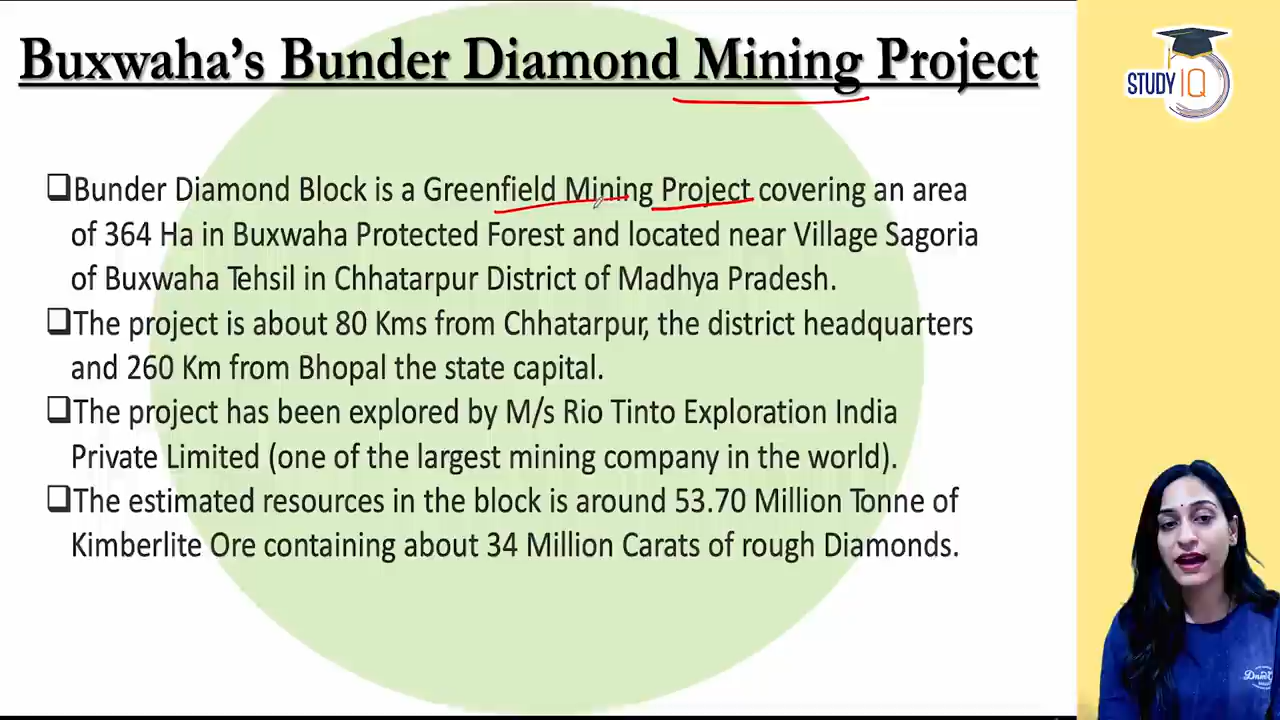 Buxwaha's Bunder Diamond Mining Project
STUDY IQ
❑Bunder Diamond Block is a Greenfield Mining Project covering an area
of 364 Ha in Buxwaha Protected Forest and located near Village Sagoria
of Buxwaha Tehsil in Chhatarpur District of Madhya Pradesh.
❑The project is about 80 Kms from Chhatarpur, the district headquarters
and 260 Km from Bhopal the state capital.
❑The project has been explored by M/s Rio Tinto Exploration India
Private Limited (one of the largest mining company in the world).
❑The estimated resources in the block is around 53.70 Million Tonne of
Kimberlite Ore containing about 34 Million Carats of rough Diamonds.